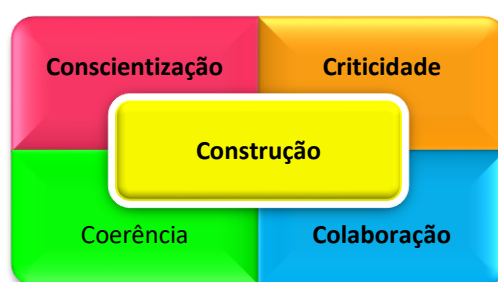 Conscientização
Criticidade
Construção
Coerência
Colaboração